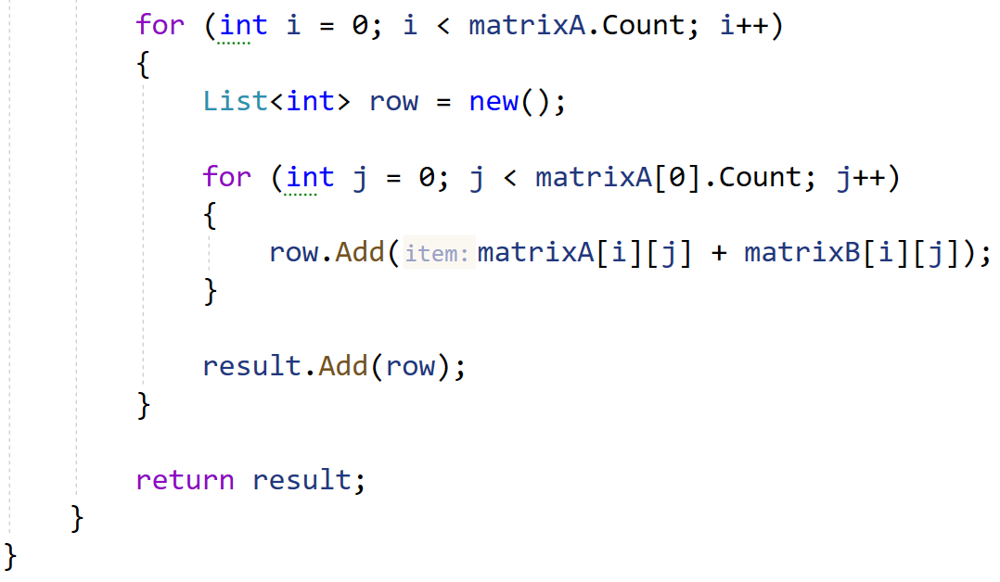 for (int i = 0; i < matrixA.Count; i++)
{
List<int> row = new();
for (int j = 0; j < matrixA[0].Count; j++)
{
row.Add(item: matrixA[i][j] + matrixB[i][j]);
}
result.Add(row);
}
return result;
}
}